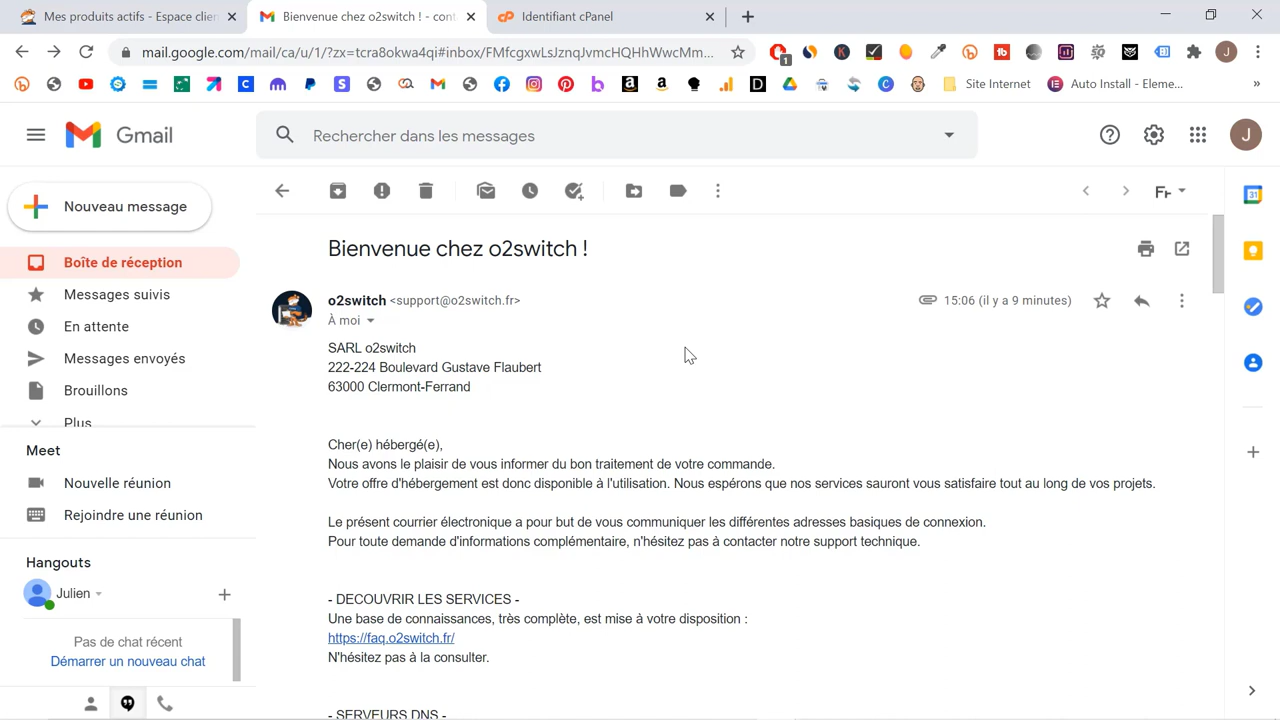 Mes produits actifs - Espace clien
Bienvenue chez o2switch ! - cont
Identifiant cPanel
mail.google.com/mail/ca/u/1/?zx=tcra8okwa4qi#inbox/FMfcgxwLsJznqJvmcHQHhWwcMm...
1
J
Site Internet
Auto Install - Eleme...
»
Gmail
Rechercher dans les messages
J
Nouveau message
Fr
31
Bienvenue chez o2switch !
Boîte de réception
Messages suivis
En attente
Messages envoyés
Brouillons
Plus
o2switch <support@o2switch.fr>
15:06 (il y a 9 minutes)
À moi
SARL o2switch
222-224 Boulevard Gustave Flaubert
63000 Clermont-Ferrand
Cher(e) hébergé(e),
Nous avons le plaisir de vous informer du bon traitement de votre commande.
Votre offre d'hébergement est donc disponible à l'utilisation. Nous espérons que nos services sauront vous satisfaire tout au long de vos projets.
Le présent courrier électronique a pour but de vous communiquer les différentes adresses basiques de connexion.
Pour toute demande d'informations complémentaire, n'hésitez pas à contacter notre support technique.
- DECOUVRIR LES SERVICES -
Une base de connaissances, très complète, est mise à votre disposition :
https://faq.o2switch.fr/
N'hésitez pas à la consulter.
- SERVEURS DNS -
Meet
Nouvelle réunion
Rejoindre une réunion
Hangouts
Julien
Pas de chat récent
Démarrer un nouveau chat